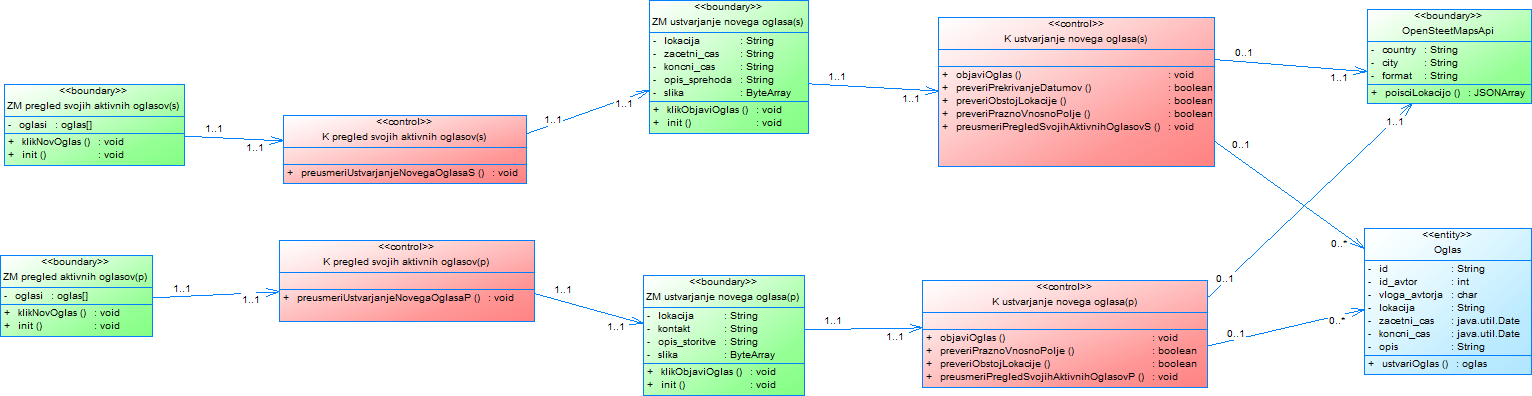 <<boundary>>
ZM pregled svojih aktivnih oglasov(s)
- oglasi : oglas[]
+ klikNovOglas () : void
+ init () : void
1..1
1..1
<<control>>
K pregled svojih aktivnih oglasov(s)
+ preusmeriUstvarjanjeNovegaOglasaS () : void
1..1
1..1
<<boundary>>
ZM ustvarjanje novega oglasa(s)
- lokacija : String
- zacetni_cas : String
- koncni_cas : String
- opis_sprehoda : String
- slika : ByteArray
+ klikObjaviOglas () : void
+ init () : void
1..1
1..1
<<control>>
K ustvarjanje novega oglasa(s)
+ objaviOglas () : void
+ preveriPrekrivanjeDatumov () : boolean
+ preveriObstojLokacije () : boolean
+ preveriPraznoVnosnoPolje () : boolean
+ preusmeriPregledSvojihAktivnihOglasovS () : void
0..1
1..1
0..1
0..*
<<boundary>>
OpenSteetMapsApi
- country : String
- city : String
- format : String
+ poisciLokacijo () : JSONArray
1..1
<<boundary>>
ZM pregled aktivnih oglasov(p)
- oglasi : oglas[]
+ klikNovOglas () : void
+ init () : void
1..1
1..1
<<control>>
K pregled svojih aktivnih oglasov(p)
+ preusmeriUstvarjanjeNovegaOglasaP () : void
1..1
1..1
<<boundary>>
ZM ustvarjanje novega oglasa(p)
- lokacija : String
- kontakt : String
- opis_storitve : String
- slika : ByteArray
+ klikObjaviOglas () : void
+ init () : void
1..1
1..1
<<control>>
K ustvarjanje novega oglasa(p)
+ objaviOglas () : void
+ preveriPraznoVnosnoPolje () : boolean
+ preveriObstojLokacije () : boolean
+ preusmeriPregledSvojihAktivnihOglasovP () : void
0..1
0..1
0..*
<<entity>>
Oglas
- id : String
- id_avtor : int
- vloga_avtorja : char
- lokacija : String
- zacetni_cas : java.util.Date
- koncni_cas : java.util.Date
- opis : String
+ ustvariOglas () : oglas